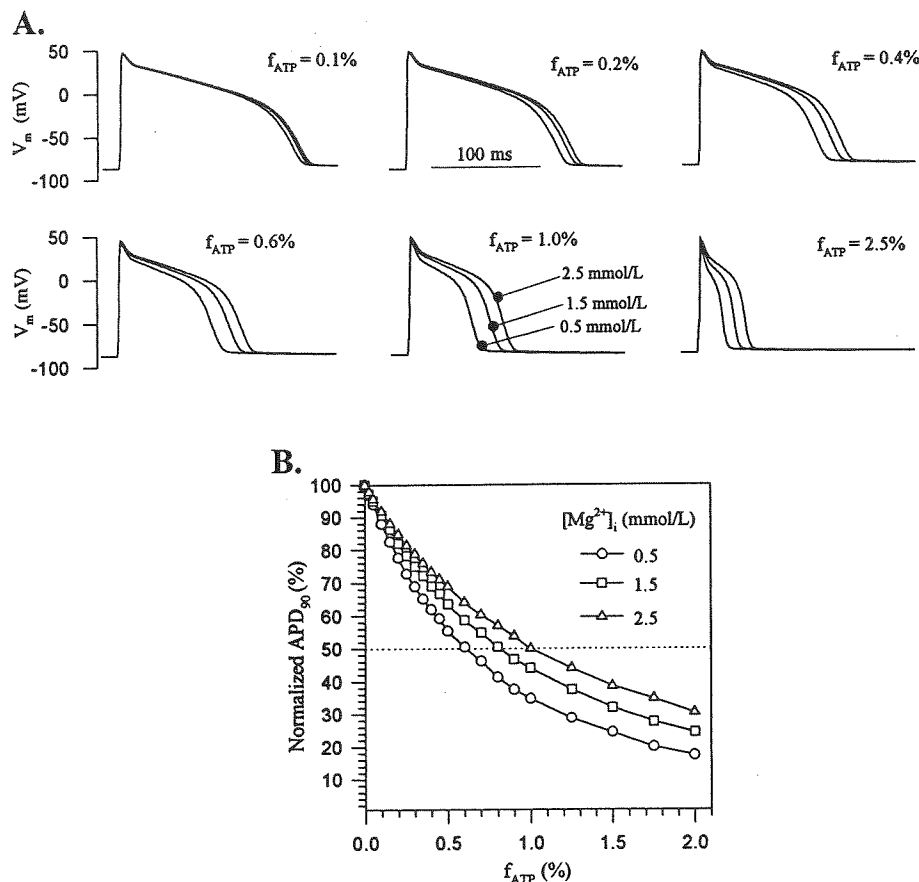 A.
50
0
-50
-100
V_m (mV)
f_ATP = 0.1%
f_ATP = 0.2%
100 ms
f_ATP = 0.4%
50
0
-50
-100
V_m (mV)
f_ATP = 0.6%
f_ATP = 1.0%
2.5 mmol/L
1.5 mmol/L
0.5 mmol/L
f_ATP = 2.5%
B.
100
90
80
70
60
50
40
30
20
10
Normalized APD_90 (%)
[Mg²⁺]_i (mmol/L)
0.5
1.5
2.5
0.0
0.5
1.0
1.5
2.0
f_ATP (%)